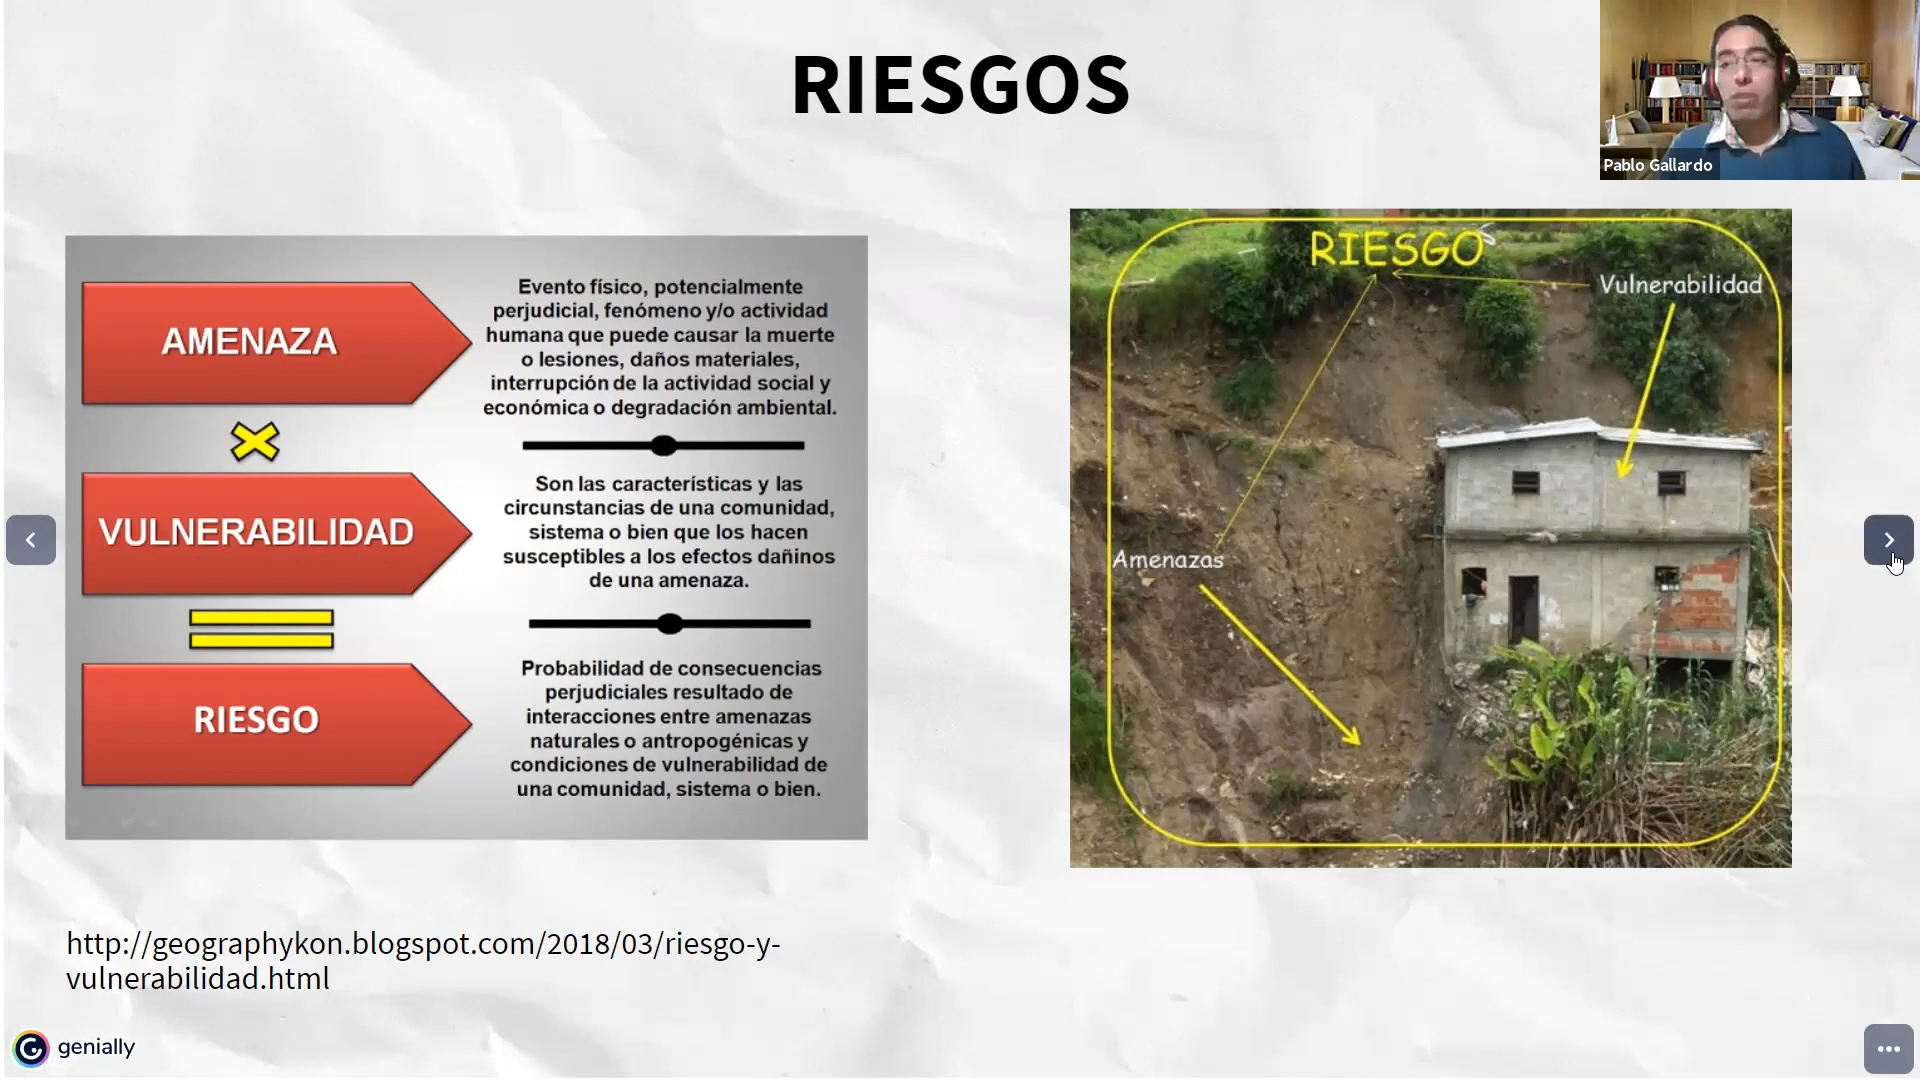 RIESGOS
Pablo Gallardo
AMENAZA
Evento físico, potencialmente
perjudicial, fenómeno y/o actividad
humana que puede causar la muerte
o lesiones, daños materiales,
interrupción de la actividad social y
económica o degradación ambiental.
VULNERABILIDAD
Son las características y las
circunstancias de una comunidad,
sistema o bien que los hacen
susceptibles a los efectos dañinos
de una amenaza.
RIESGO
Probabilidad de consecuencias
perjudiciales resultado de
interacciones entre amenazas
naturales o antropogénicas y
condiciones de vulnerabilidad de
una comunidad, sistema o bien.
RIESGO
Vulnerabilidad
Amenazas
http://geographykon.blogspot.com/2018/03/riesgo-y-
vulnerabilidad.html
genially